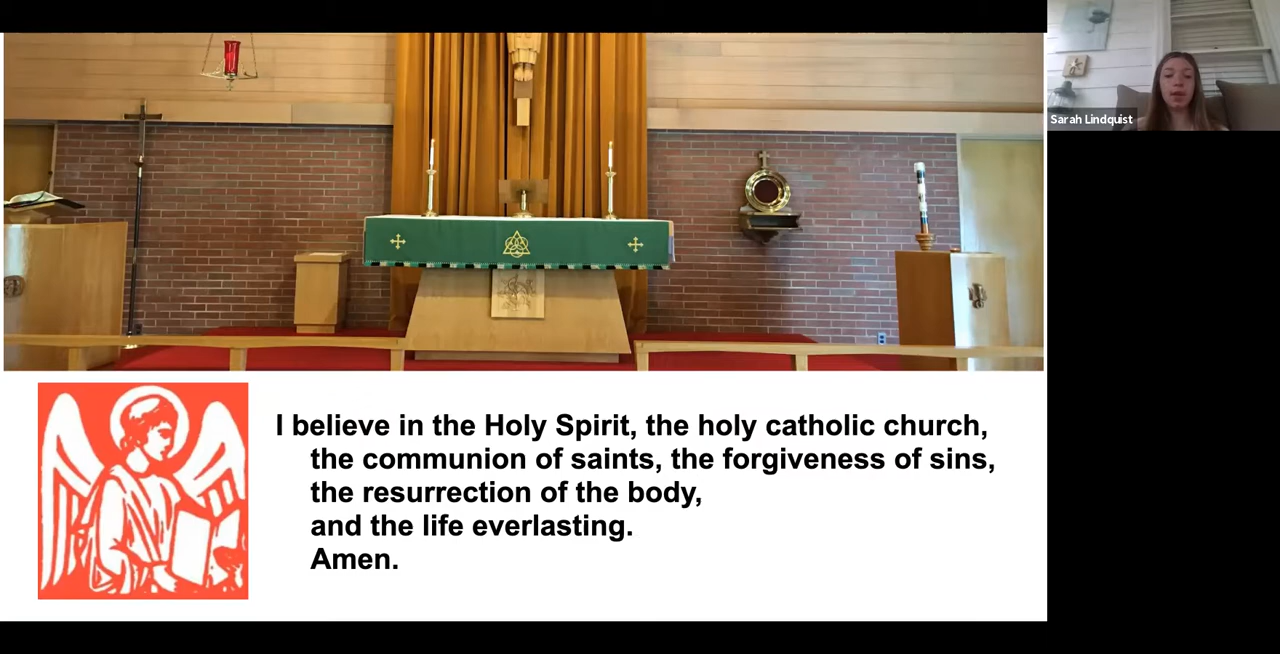 Sarah Lindquist
I believe in the Holy Spirit, the holy catholic church,
the communion of saints, the forgiveness of sins,
the resurrection of the body,
and the life everlasting.
Amen.